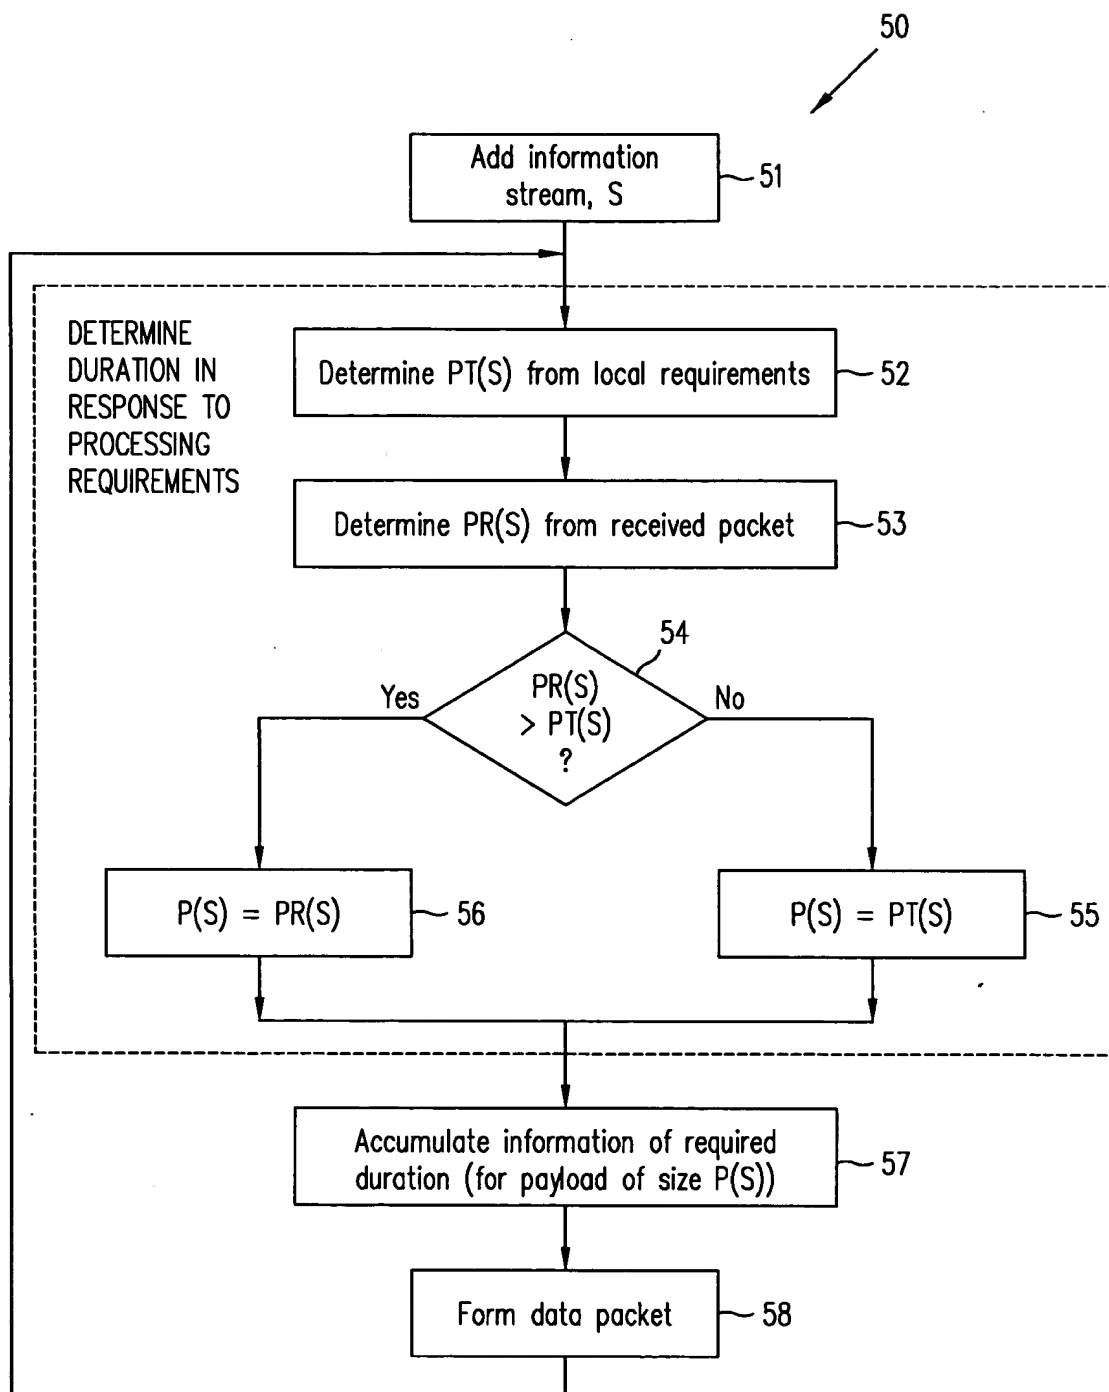 50
Add information
stream, S
51
DETERMINE
DURATION IN
RESPONSE TO
PROCESSING
REQUIREMENTS
Determine PT(S) from local requirements
52
Determine PR(S) from received packet
53
54
Yes
PR(S)
> PT(S)
?
No
P(S) = PR(S)
56
P(S) = PT(S)
55
Accumulate information of required
duration (for payload of size P(S))
57
Form data packet
58